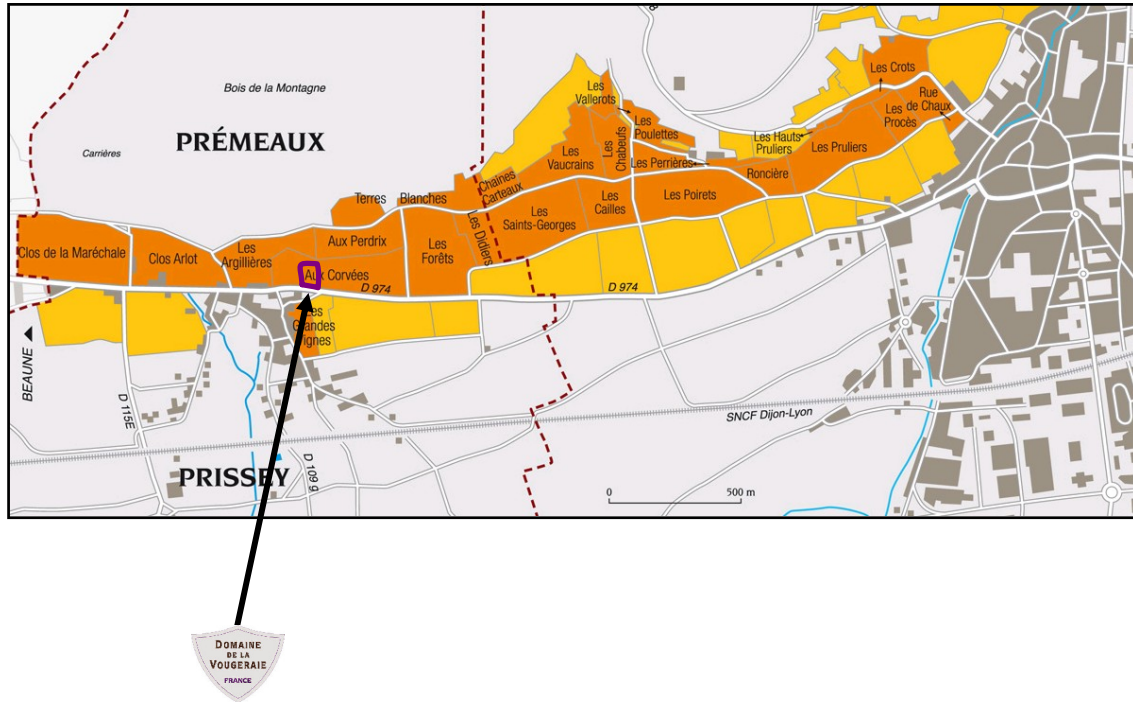 Bois de la Montagne
PRÉMEAUX
Carrières
Les Crots
Les
Vallerots
Rue
de Chaux
Les
Poulettes
Les
Procès
Les Hauts
Pruliers
Les Pruliers
Les
Chabeufs
Les
Vaucrains
Les Perrières
Roncière
Chaînes
Carteaux
Terres Blanches
Les Poirets
Les
Cailles
Les
Saints-Georges
Les Didiers
Les
Forêts
Aux Perdrix
Les
Argillières
Clos Arlot
Clos de la Maréchale
Aux Corvées
D 974
D 974
Les
Grandes
Vignes
BEAUNE
D 115E
SNCF Dijon-Lyon
PRISSEY
D 109 g
0 500 m
DOMAINE
DE LA
VOUGERAIE
FRANCE